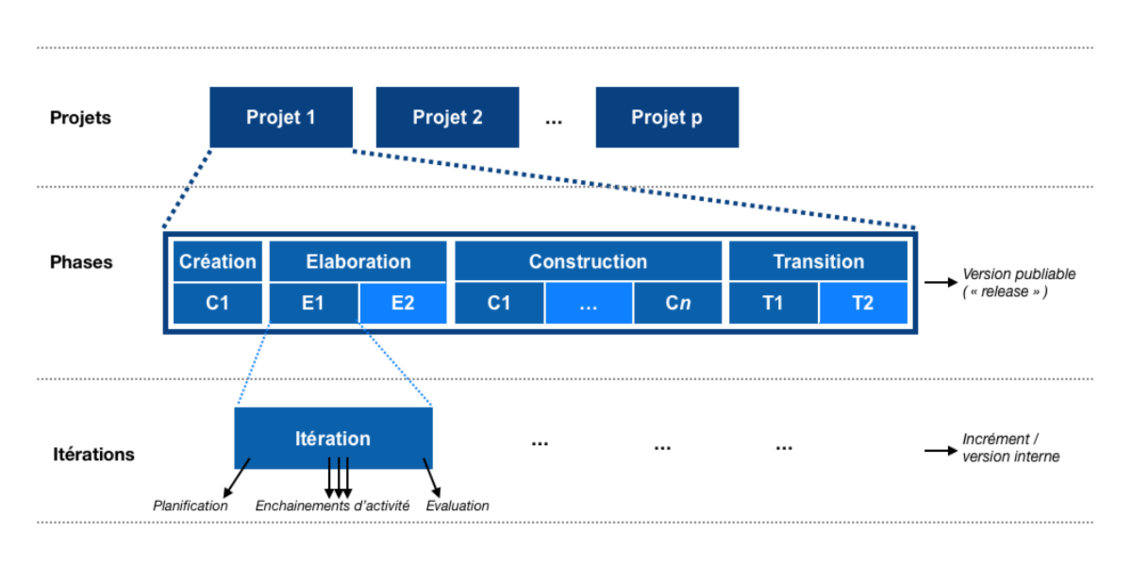 Projets
Projet 1
Projet 2
...
Projet p
Phases
Création
Elaboration
Construction
Transition
C1
E1
E2
C1
...
Cn
T1
T2
Version publiable
(« release »)
Itérations
Itération
...
...
...
Incrément /
version interne
Planification
Enchainements d'activité
Evaluation